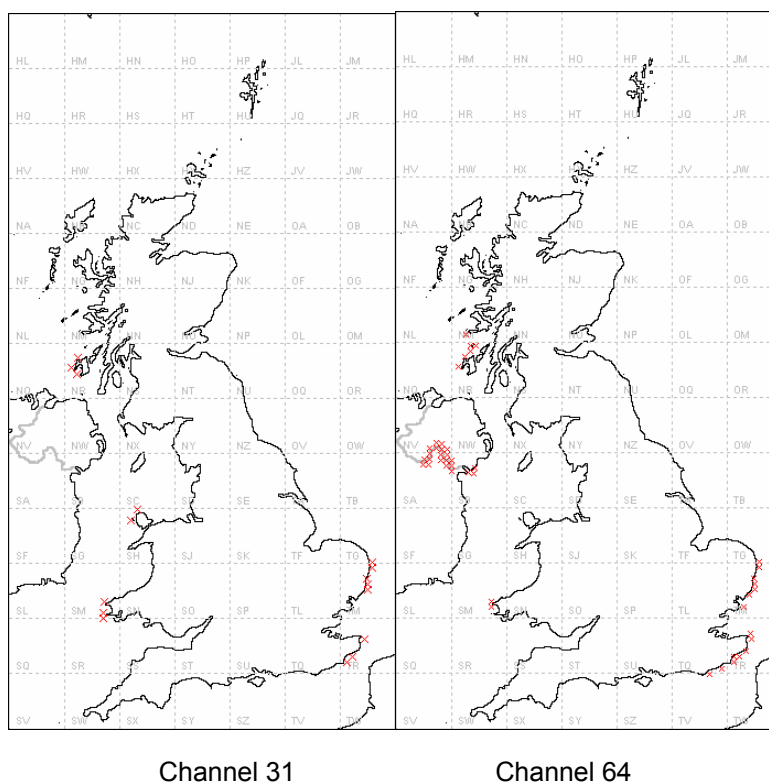 HL HM HN HO HP JL JM
HQ HR HS HT HU JQ JR
HV HW HX HY HZ JV JW
NA NB NC ND NE OA OB
NF NG NH NJ NK OF OG
NL NM NN NO OL OM
NQ NR NS NT NU OQ OR
NV NW NX NY NZ OV OW
SA SC SD SE TA TB
SF SG SH SJ SK TF TG
SL SM SN SO SP TL
SQ SR SS ST SU TQ TR
SV SW SX SY SZ TV TW
HL HM HN HO HP JL JM
HQ HR HS HT HU JQ JR
HV HW HX HY HZ JV JW
NA NB NC ND NE OA OB
NF NG NH NJ NK OF OG
NL NN NO OL OM
NQ NR NS NT NU OQ OR
NV NW NX NY NZ OV OW
SA SC SD SE TA TB
SF SG SH SJ SK TF TG
SL SM SN SO SP TL TM
SQ SR SS ST SU TQ TR
SV SW SX SY SZ TV TW
Channel 31
Channel 64